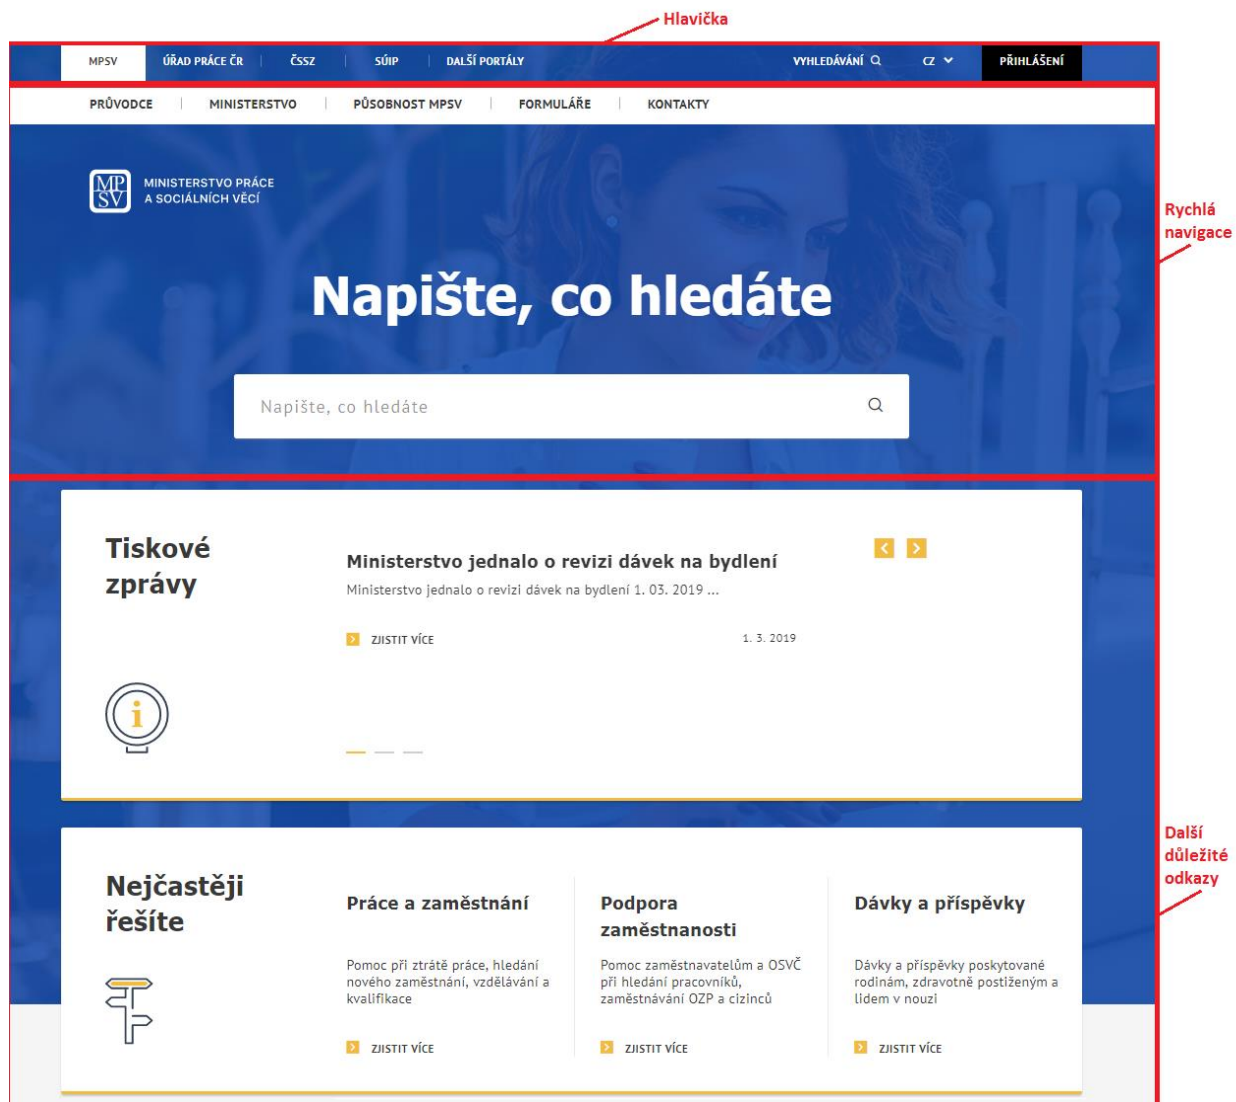 Hlavička
MPSV ÚŘAD PRÁCE ČR ČSSZ SÚIP DALŠÍ PORTÁLY VYHLEDÁVÁNÍ CZ PŘIHLÁŠENÍ
PRŮVODCE MINISTERSTVO PŮSOBNOST MPSV FORMULÁŘE KONTAKTY
MP
SV
MINISTERSTVO PRÁCE
A SOCIÁLNÍCH VĚCÍ
Rychlá
navigace
Napište, co hledáte
Napište, co hledáte
Tiskové
zprávy
Ministerstvo jednalo o revizi dávek na bydlení
Ministerstvo jednalo o revizi dávek na bydlení 1. 03. 2019 ...
ZJISTIT VÍCE 1. 3. 2019
i
Další
důležité
odkazy
Nejčastěji
řešíte
Práce a zaměstnání
Pomoc při ztrátě práce, hledání
nového zaměstnání, vzdělávání a
kvalifikace
ZJISTIT VÍCE
Podpora
zaměstnanosti
Pomoc zaměstnavatelům a OSVČ
při hledání pracovníků,
zaměstnávání OZP a cizinců
ZJISTIT VÍCE
Dávky a příspěvky
Dávky a příspěvky poskytované
rodinám, zdravotně postiženým a
lidem v nouzi
ZJISTIT VÍCE